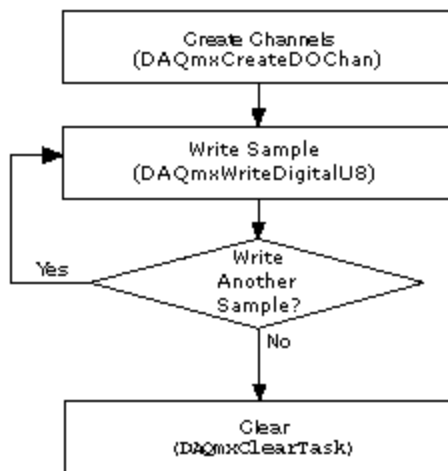 Create Channels
(DAQmxCreateDOChan)
Write Sample
(DAQmxWriteDigitalU8)
Write
Another
Sample?
Yes
No
Clear
(DAQmxClearTask)